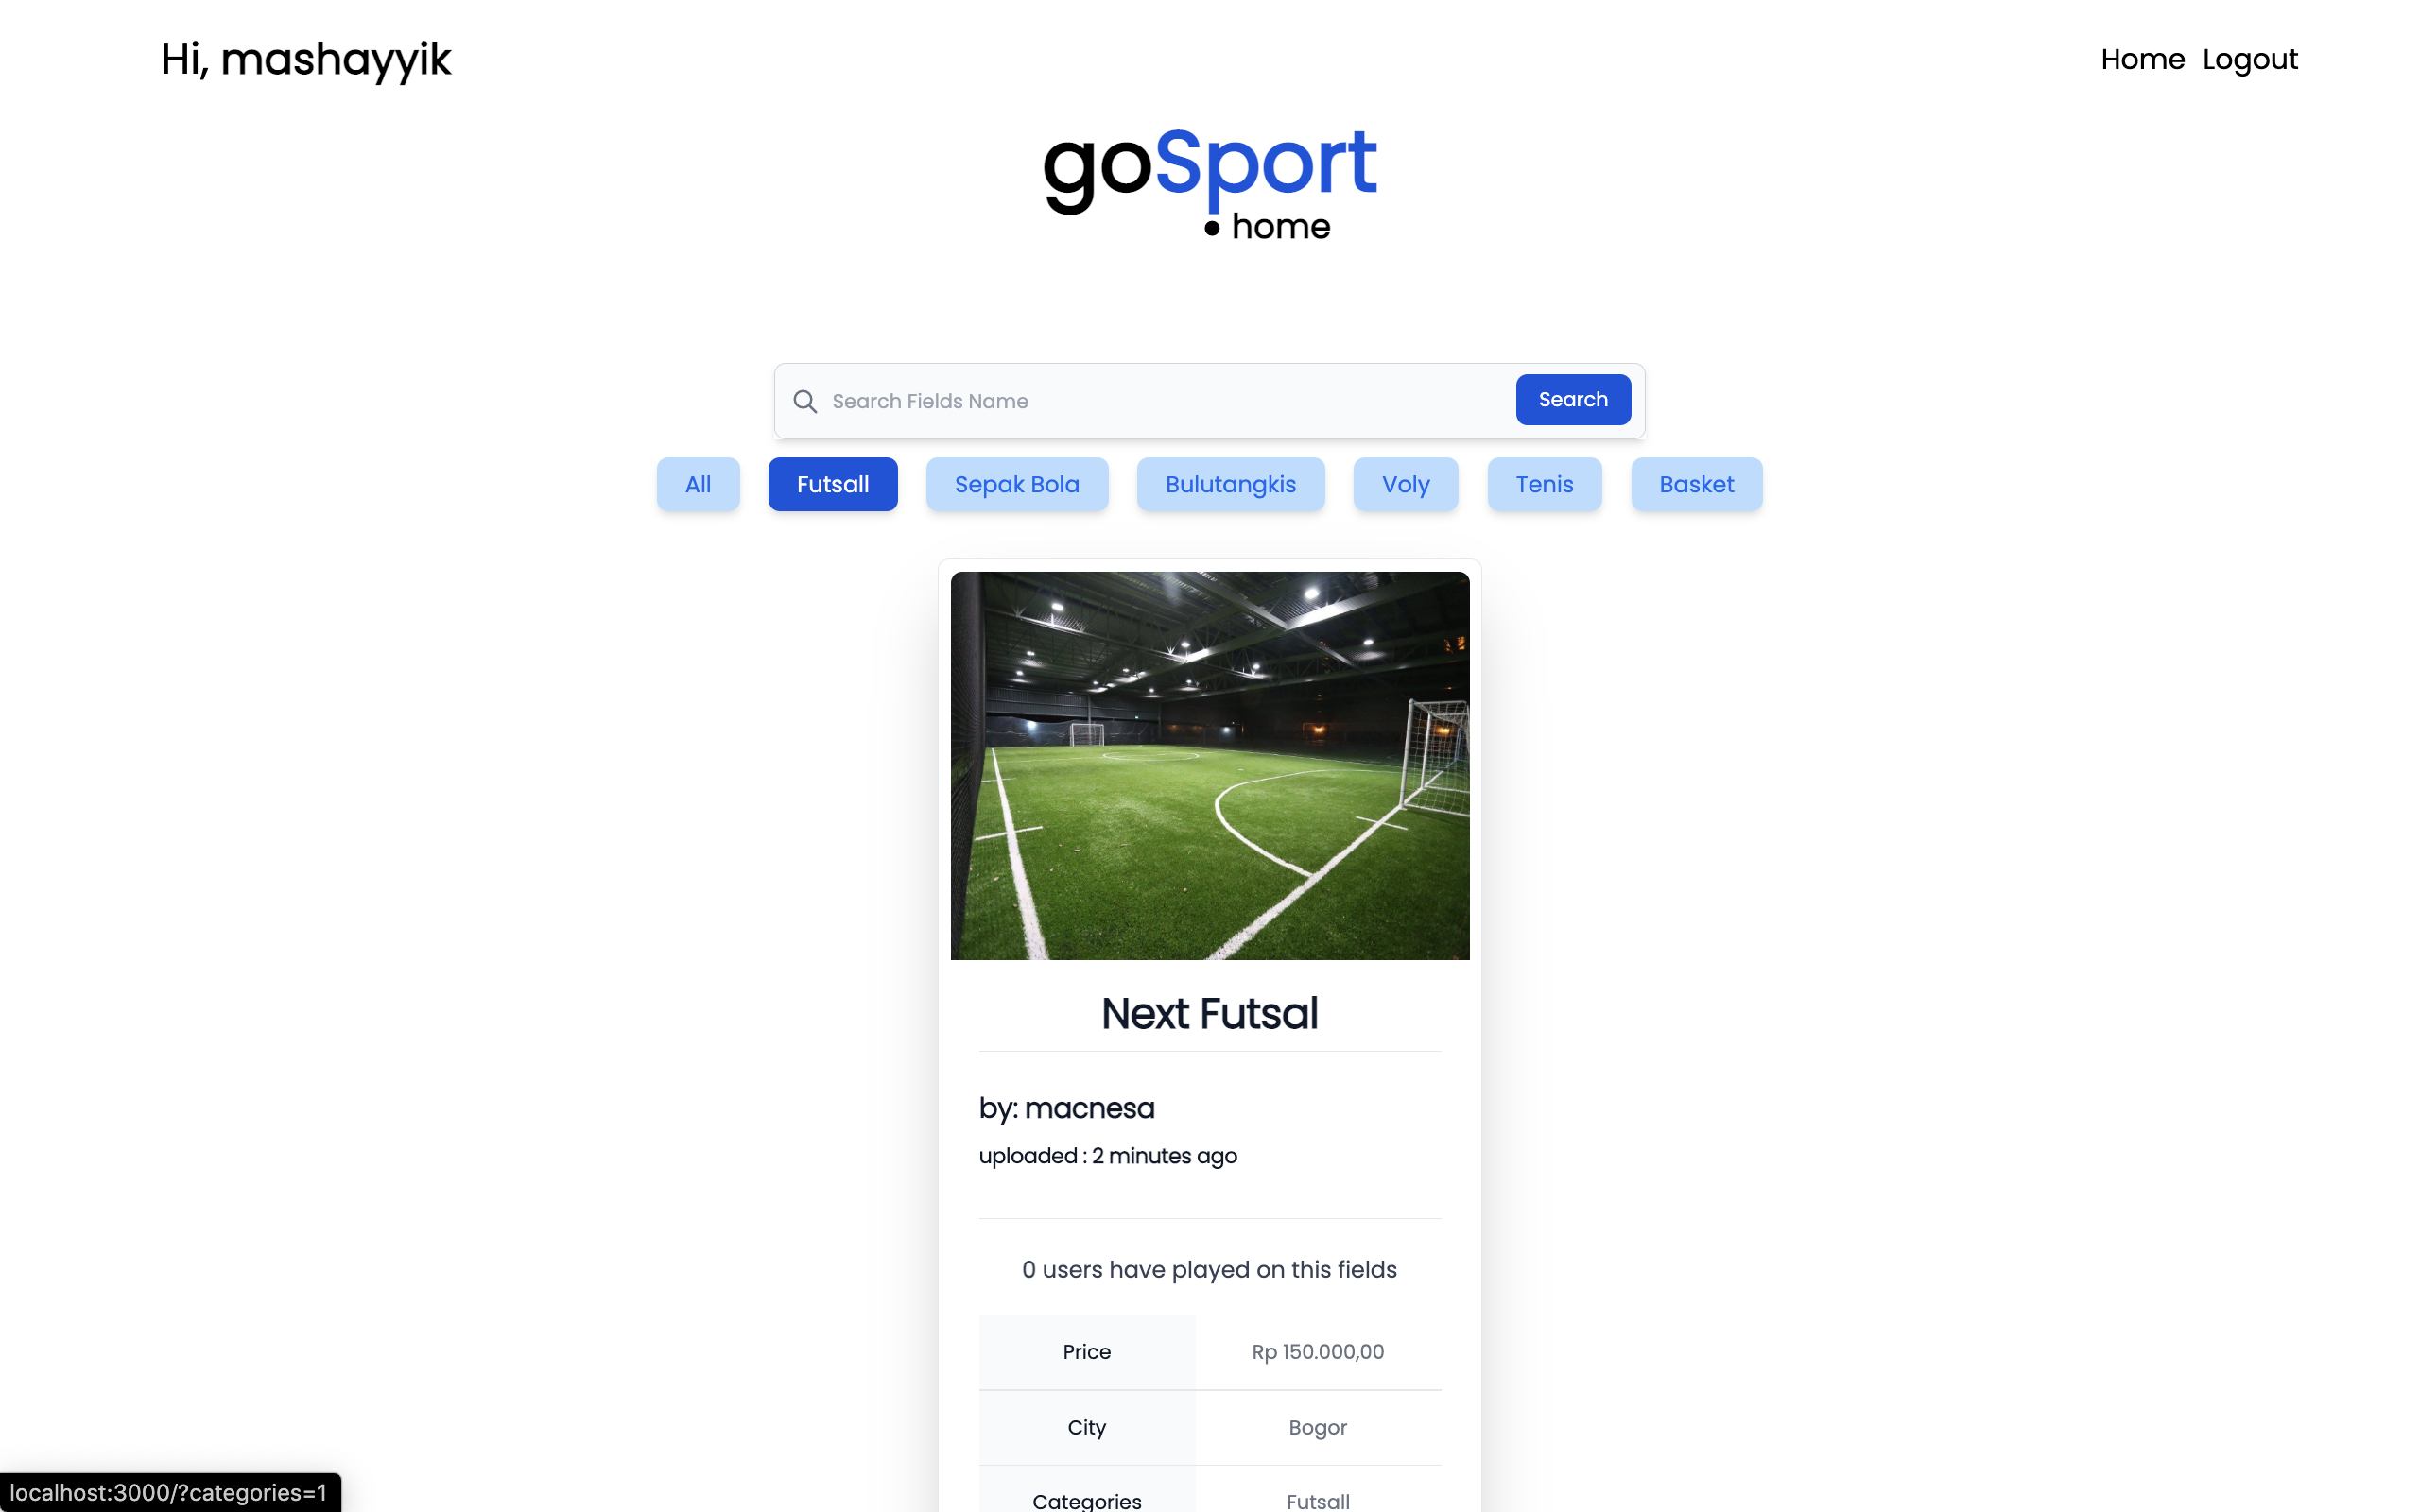 Hi, mashayyik
Home Logout
goSport
• home
Search Fields Name
Search
All Futsall Sepak Bola Bulutangkis Voly Tenis Basket
Next Futsal
by: macnesa
uploaded : 2 minutes ago
0 users have played on this fields
Price Rp 150.000,00
City Bogor
Categories Futsall
localhost:3000/?categories=1